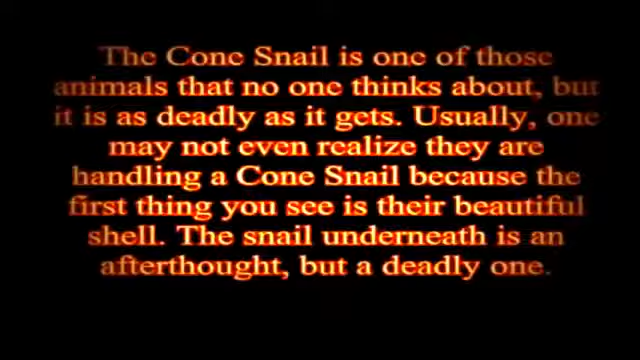 The Cone Snail is one of those
animals that no one thinks about, but
it is as deadly as it gets. Usually, one
may not even realize they are
handling a Cone Snail because the
first thing you see is their beautiful
shell. The snail underneath is an
afterthought, but a deadly one.